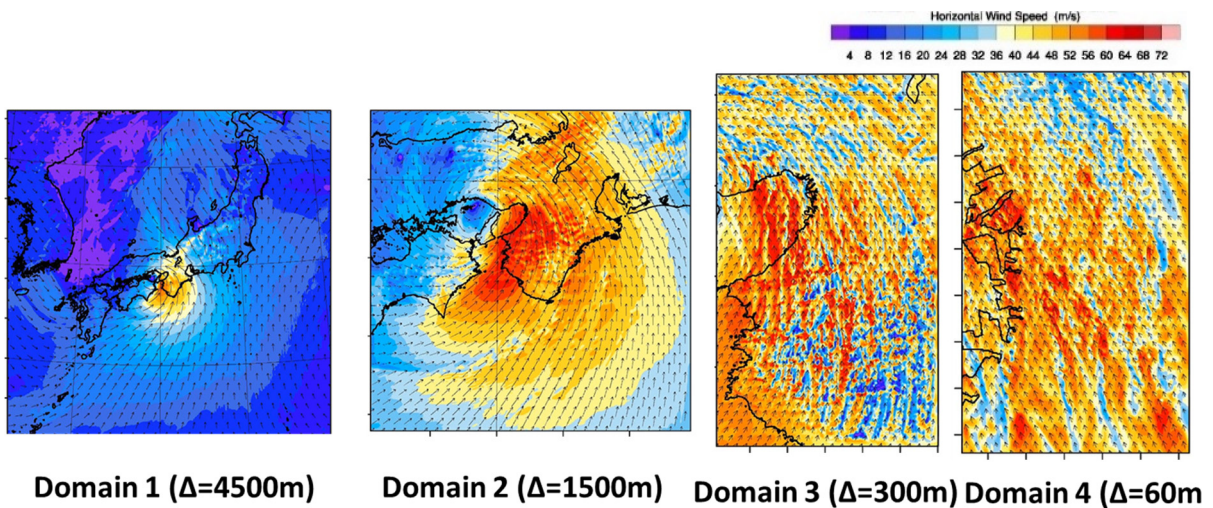 Horizontal Wind Speed (m/s)
4 8 12 16 20 24 28 32 36 40 44 48 52 56 60 64 68 72
Domain 1 (Δ=4500m) Domain 2 (Δ=1500m) Domain 3 (Δ=300m) Domain 4 (Δ=60m